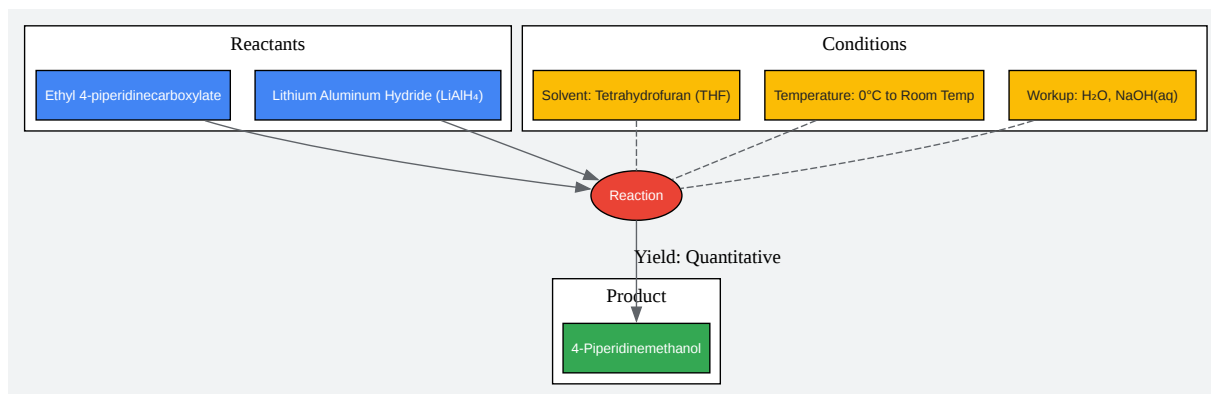 Reactants
Conditions
Ethyl 4-piperidinecarboxylate
Lithium Aluminum Hydride (LiAlH₄)
Solvent: Tetrahydrofuran (THF)
Temperature: 0°C to Room Temp
Workup: H₂O, NaOH(aq)
Reaction
Yield: Quantitative
Product
4-Piperidinemethanol